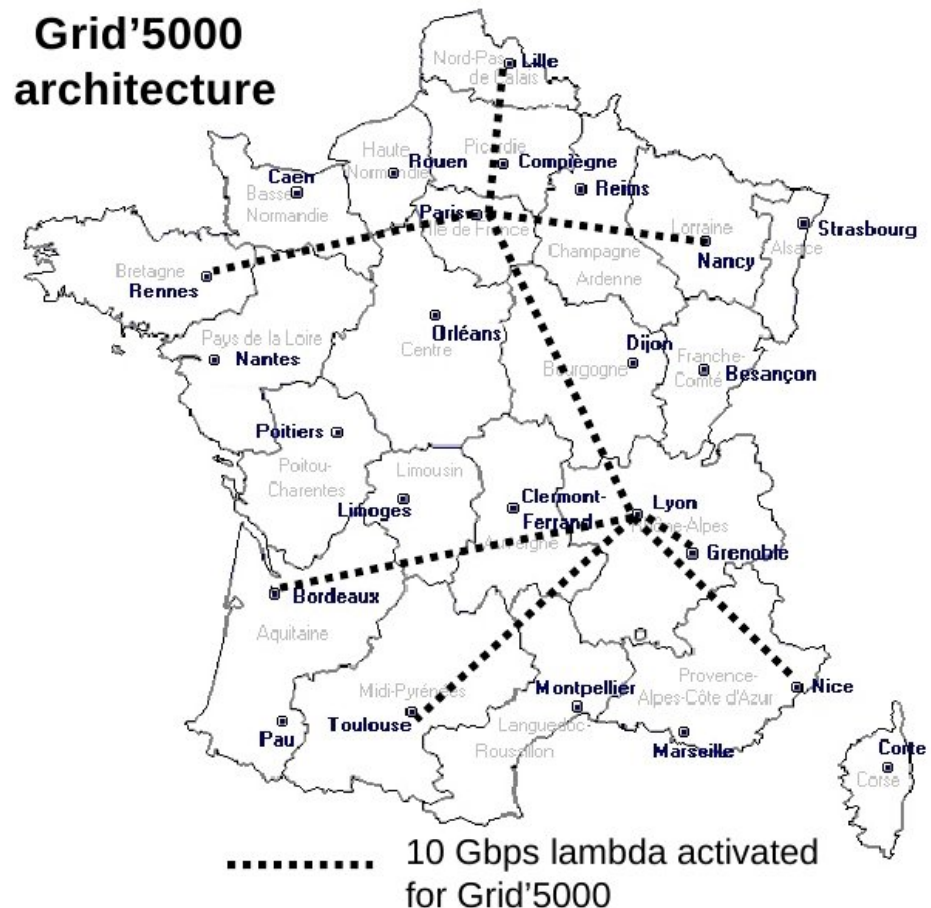 Grid'5000
architecture
Nord-Pas
de Calais
Lille
Picardie
Compiègne
Haute
Normandie
Rouen
Caen
Basse
Normandie
Reims
Paris
Ile de France
Lorraine
Nancy
Strasbourg
Alsace
Champagne
Ardenne
Bretagne
Rennes
Orléans
Centre
Pays de la Loire
Nantes
Dijon
Bourgogne
Franche-
Comté
Besançon
Poitiers
Poitou-
Charentes
Limousin
Limoges
Clermont-
Ferrand
Auvergne
Lyon
Rhône-Alpes
Grenoble
Bordeaux
Aquitaine
Midi-Pyrénées
Toulouse
Pau
Montpellier
Languedoc-
Roussillon
Provence-
Alpes-Côte d'Azur
Nice
Marseille
Corte
Corse
10 Gbps lambda activated
for Grid'5000